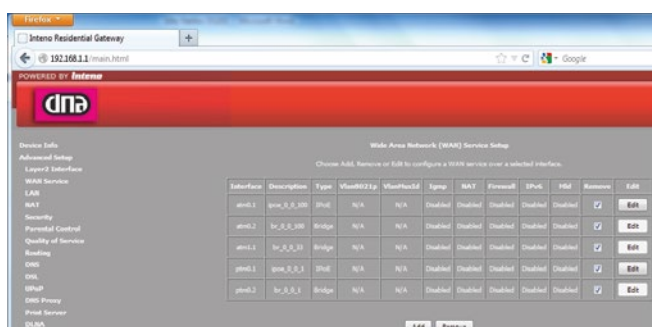 Firefox
Inteno Residential Gateway
+
192.168.1.1/main.html
Google
POWERED BY Inteno
dna
Device Info
Advanced Setup
Layer2 Interface
WAN Service
LAN
NAT
Security
Parental Control
Quality of Service
Routing
DNS
DSL
UPnP
DNS Proxy
Print Server
DLNA
Wide Area Network (WAN) Service Setup
Choose Add, Remove or Edit to configure a WAN service over a selected interface.
Interface Description Type Vlan8021p VlanMuxId Igmp NAT Firewall IPv6 Mld Remove Edit
atm0.1 ipoe_0_0_100 IPoE N/A N/A Disabled Disabled Disabled Disabled Disabled Edit
atm0.2 br_0_0_100 Bridge N/A N/A Disabled Disabled Disabled Disabled Disabled Edit
atm1.1 br_0_0_33 Bridge N/A N/A Disabled Disabled Disabled Disabled Disabled Edit
ptm0.1 ipoe_0_0_1 IPoE N/A N/A Disabled Disabled Disabled Disabled Disabled Edit
ptm0.2 br_0_0_1 Bridge N/A N/A Disabled Disabled Disabled Disabled Disabled Edit
Add Remove